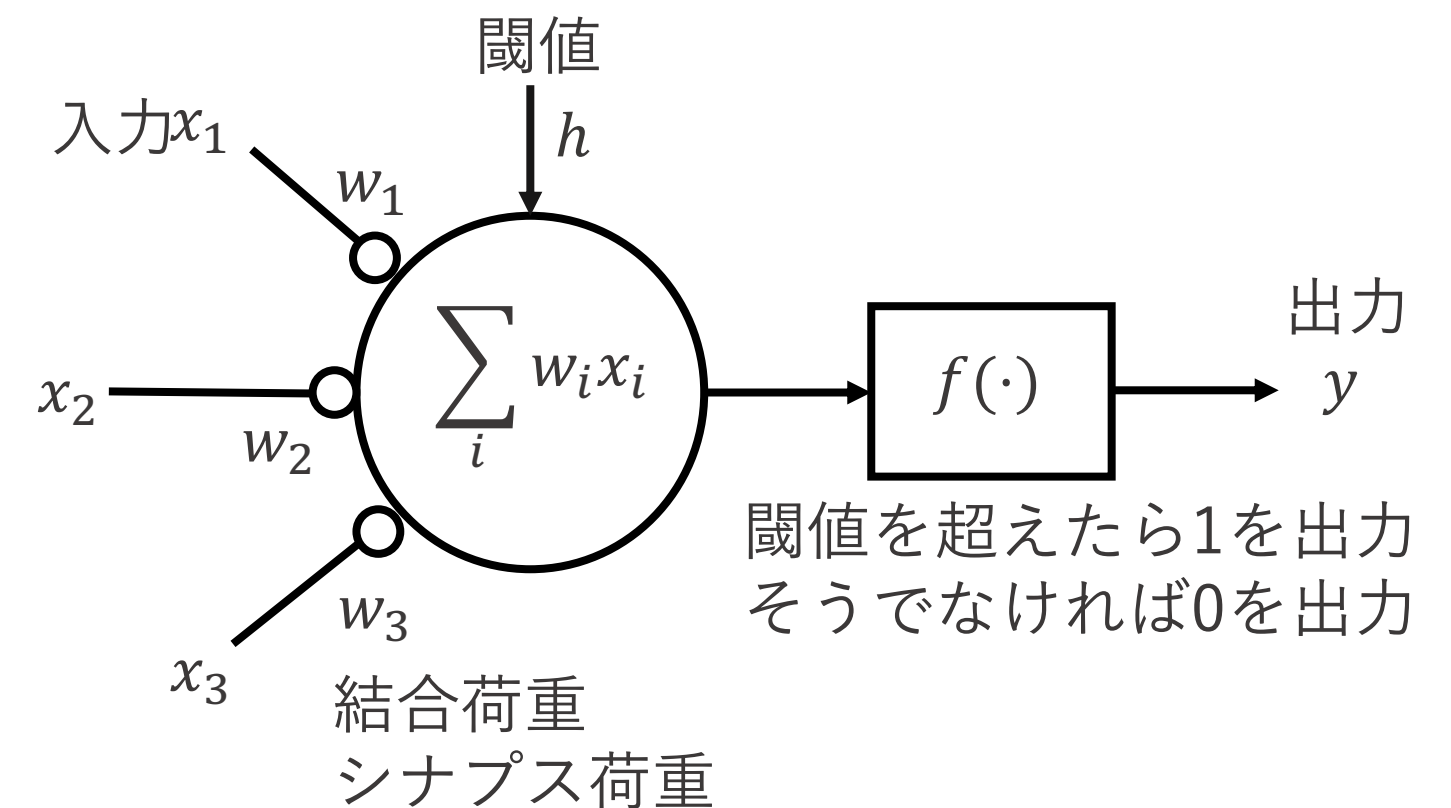 閾値
h
入力x₁
w₁
x₂
w₂
∑ᵢ wᵢxᵢ
f(·)
出力
y
閾値を超えたら1を出力
そうでなければ0を出力
w₃
x₃
結合荷重
シナプス荷重